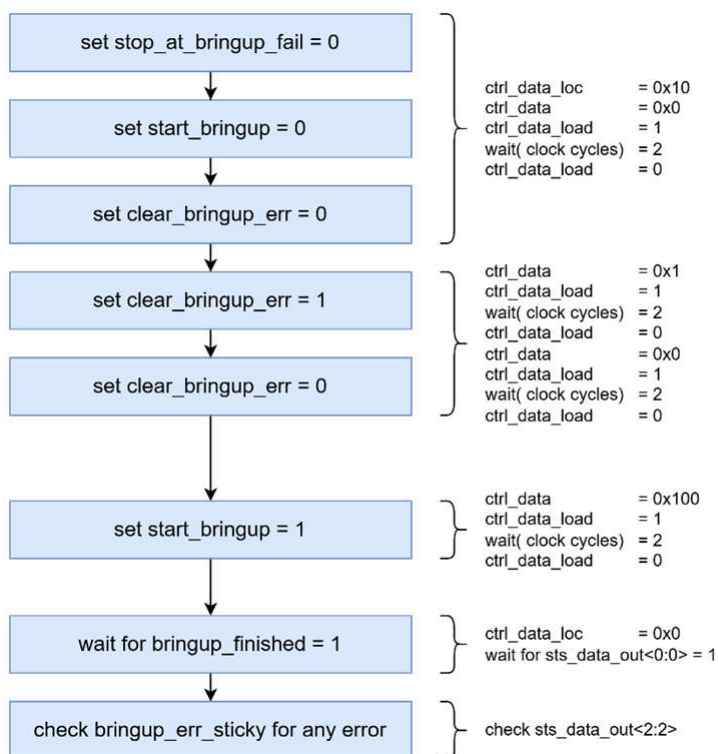 set stop_at_bringup_fail = 0
set start_bringup = 0
set clear_bringup_err = 0
ctrl_data_loc = 0x10
ctrl_data = 0x0
ctrl_data_load = 1
wait( clock cycles) = 2
ctrl_data_load = 0
set clear_bringup_err = 1
set clear_bringup_err = 0
ctrl_data = 0x1
ctrl_data_load = 1
wait( clock cycles) = 2
ctrl_data_load = 0
ctrl_data = 0x0
ctrl_data_load = 1
wait( clock cycles) = 2
ctrl_data_load = 0
set start_bringup = 1
ctrl_data = 0x100
ctrl_data_load = 1
wait( clock cycles) = 2
ctrl_data_load = 0
wait for bringup_finished = 1
ctrl_data_loc = 0x0
wait for sts_data_out<0:0> = 1
check bringup_err_sticky for any error
check sts_data_out<2:2>